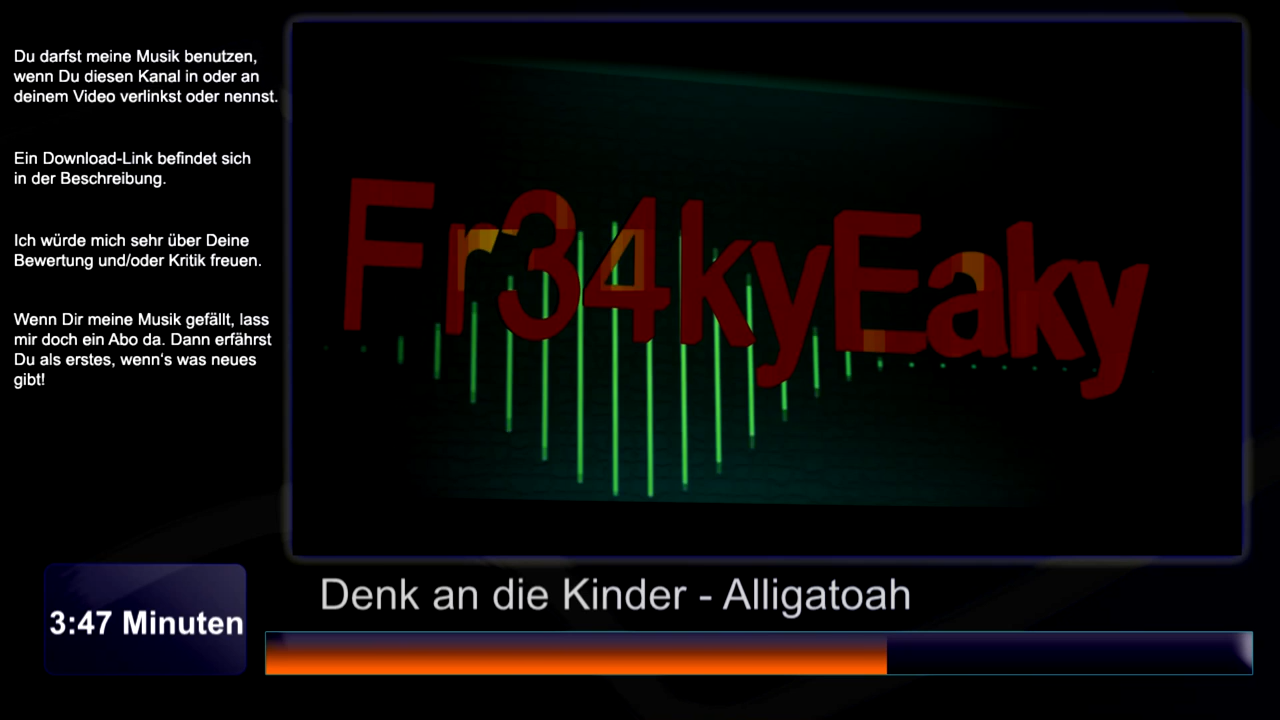 Du darfst meine Musik benutzen,
wenn Du diesen Kanal in oder an
deinem Video verlinkst oder nennst.
Ein Download-Link befindet sich
in der Beschreibung.
Ich würde mich sehr über Deine
Bewertung und/oder Kritik freuen.
Wenn Dir meine Musik gefällt, lass
mir doch ein Abo da. Dann erfährst
Du als erstes, wenn's was neues
gibt!
Fr34kyEaky
3:47 Minuten
Denk an die Kinder - Alligatoah